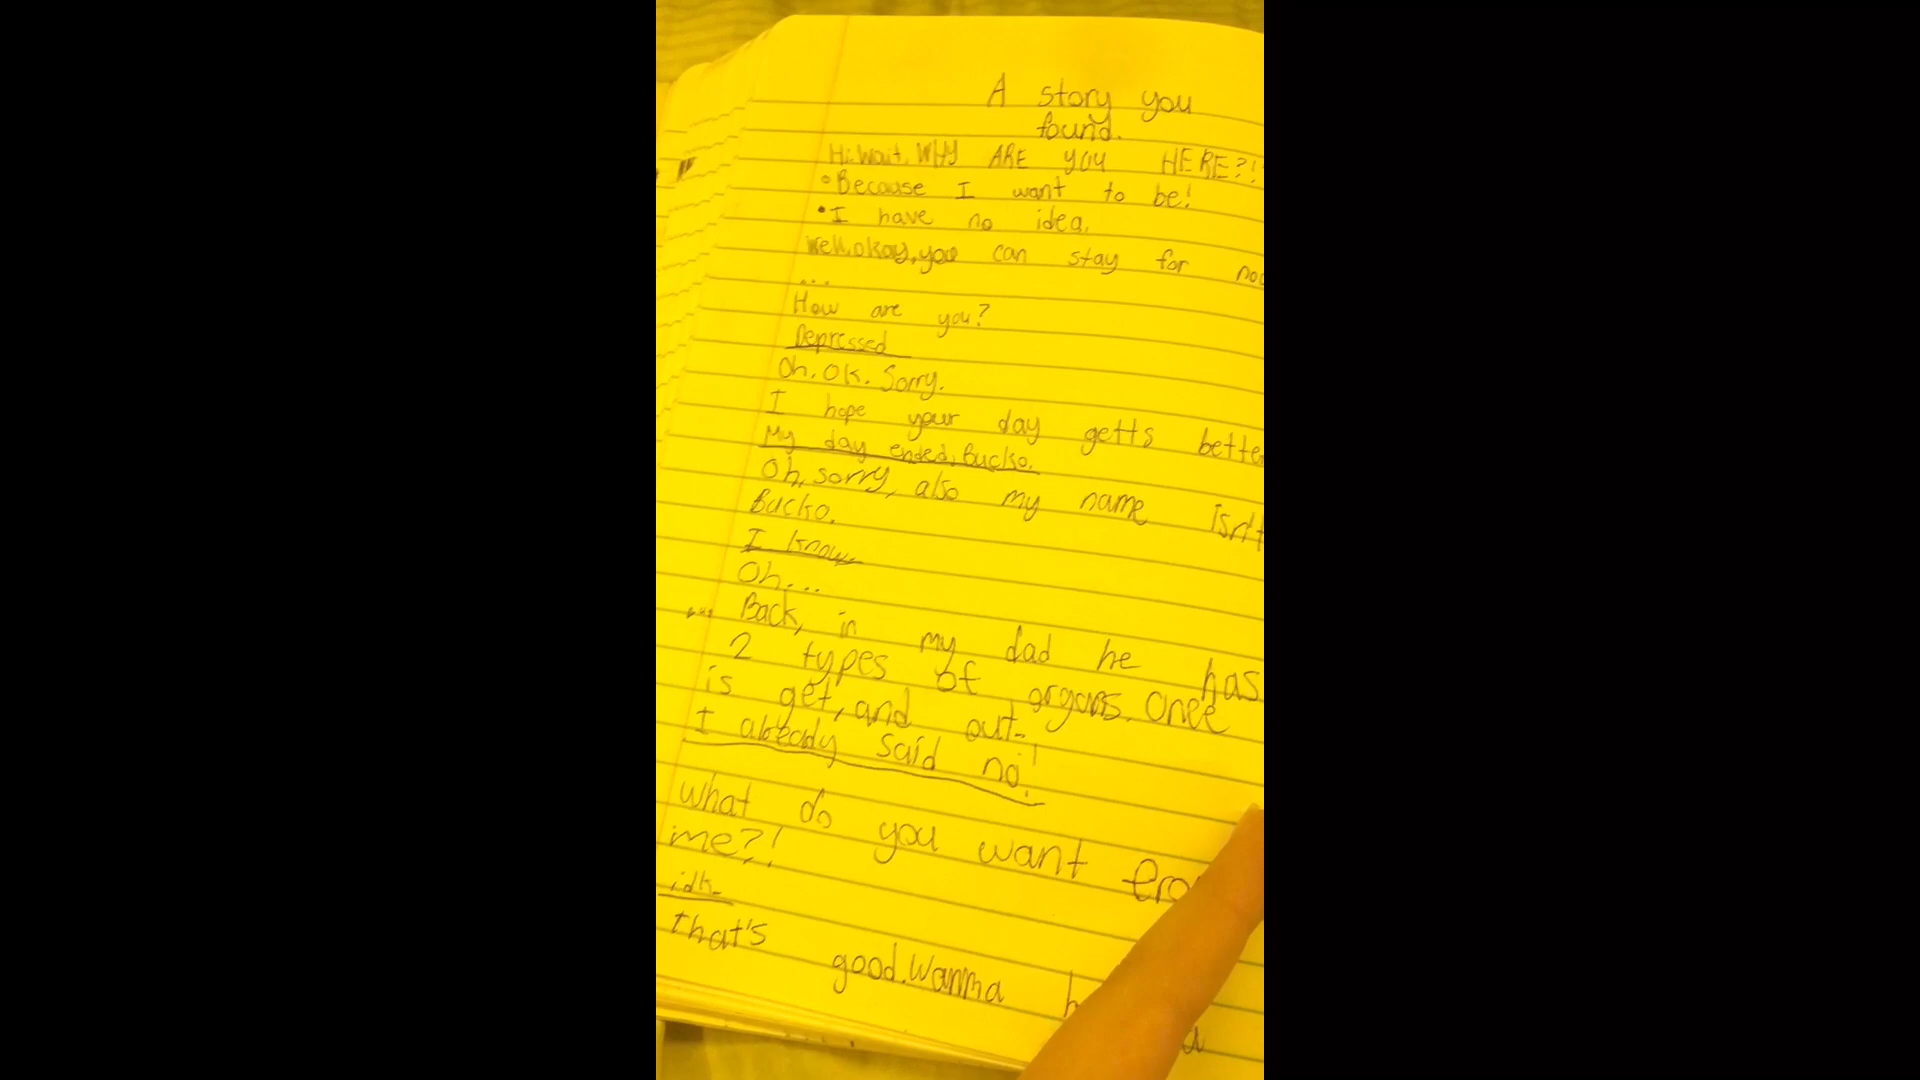 A story you
found.
Hi. Wait. WHY ARE YOU HERE?!
•Because I want to be!
•I have no idea.
Well, okay, you can stay for
...
How are you?
Depressed
Oh. Ok. Sorry.
I hope your day getts bette
My day ended, Bucko.
Oh, sorry, also my name isn't
Bucko.
I know
Oh...
... Back, in my dad he has
2 types of organs. Onee
is get, and out-
I already said no!
what do you want
me?!
idk-
that's good. Wanna